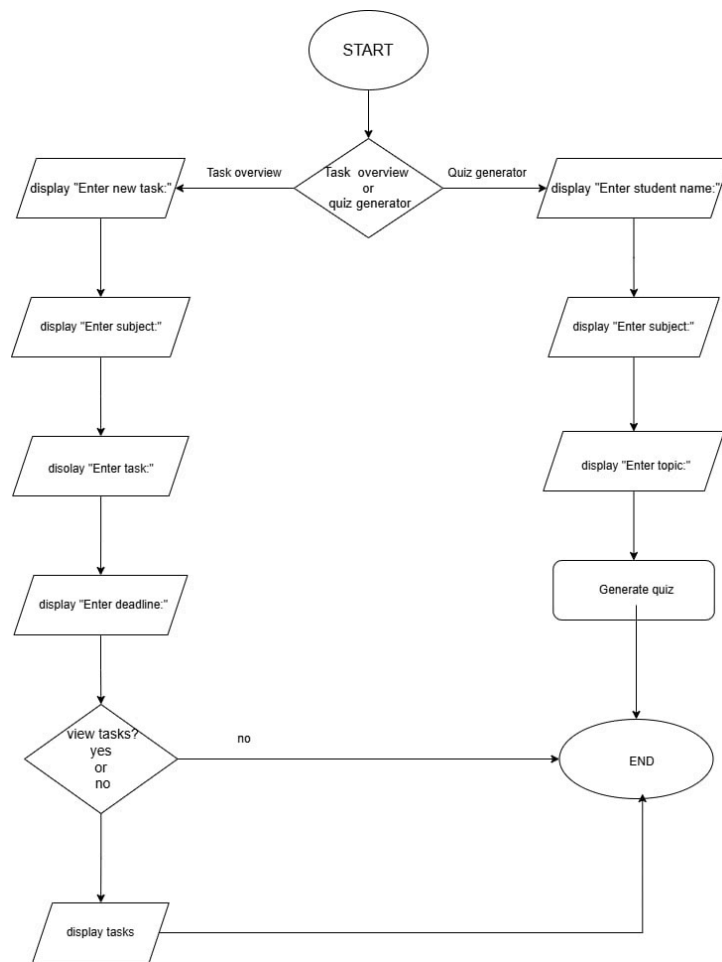 START
Task overview
Task overview
or
quiz generator
Quiz generator
display "Enter new task:"
display "Enter student name:"
display "Enter subject:"
display "Enter subject:"
disolay "Enter task:"
display "Enter topic:"
display "Enter deadline:"
Generate quiz
view tasks?
yes
or
no
no
END
display tasks